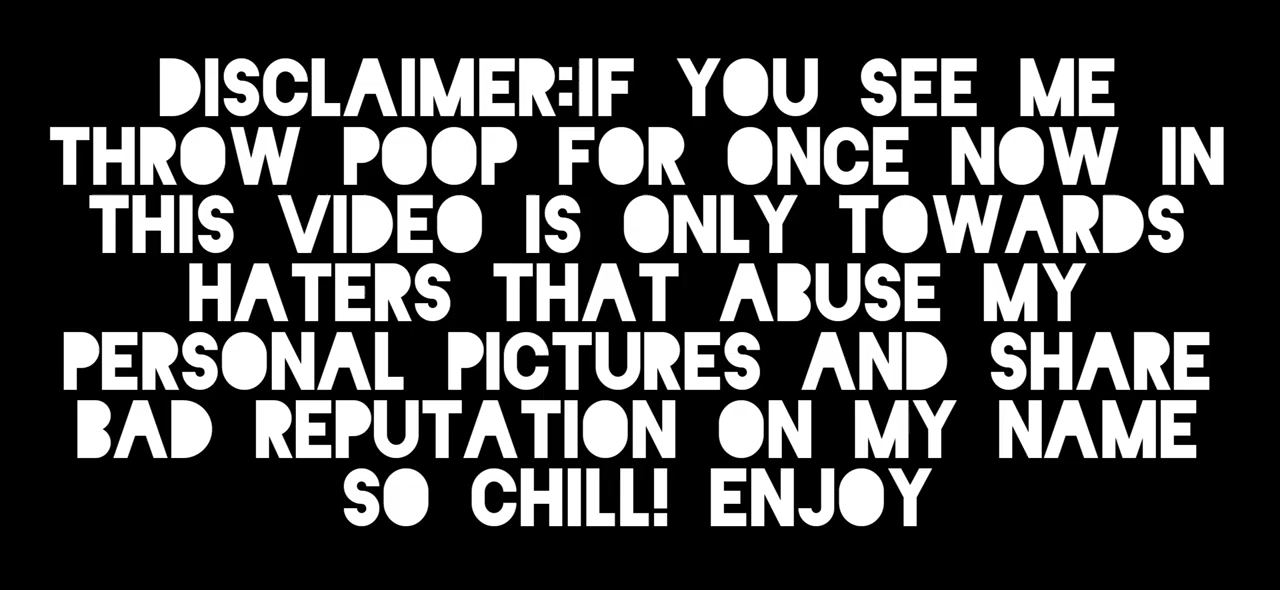 DISCLAIMER:IF YOU SEE ME
THROW POOP FOR ONCE NOW IN
THIS VIDEO IS ONLY TOWARDS
HATERS THAT ABUSE MY
PERSONAL PICTURES AND SHARE
BAD REPUTATION ON MY NAME
SO CHILL! ENJOY